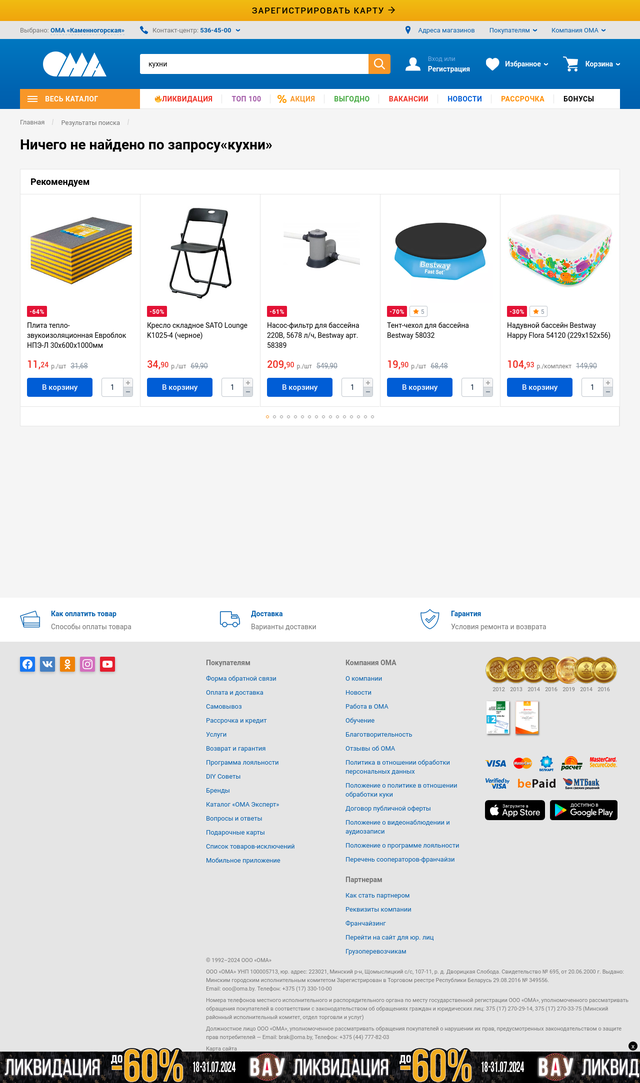 ЗАРЕГИСТРИРОВАТЬ КАРТУ →
Выбрано: ОМА «Каменногорская»
Контакт-центр: 536-45-00
Адреса магазинов
Покупателям
Компания ОМА
OMA
кухни
Вход или
Регистрация
Избранное
Корзина
ВЕСЬ КАТАЛОГ
ЛИКВИДАЦИЯ
ТОП 100
% АКЦИЯ
ВЫГОДНО
ВАКАНСИИ
НОВОСТИ
РАССРОЧКА
БОНУСЫ
Главная / Результаты поиска /
Ничего не найдено по запросу«кухни»
Рекомендуем
-64%
Плита тепло-
звукоизоляционная Евроблок
НПЭ-Л 30х600х1000мм
11,24 р./шт 31,68
В корзину
1
-50%
Кресло складное SATO Lounge
K1025-4 (черное)
34,90 р./шт 69,90
В корзину
1
-61%
Насос-фильтр для бассейна
220В, 5678 л/ч, Bestway арт.
58389
209,90 р./шт 549,90
В корзину
1
Bestway
Fast Set
-70%
5
Тент-чехол для бассейна
Bestway 58032
19,90 р./шт 68,48
В корзину
1
-30%
5
Надувной бассейн Bestway
Happy Flora 54120 (229х152х56)
104,93 р./комплект 149,90
В корзину
1
Как оплатить товар
Способы оплаты товара
Доставка
Варианты доставки
Гарантия
Условия ремонта и возврата
Покупателям
Форма обратной связи
Оплата и доставка
Самовывоз
Рассрочка и кредит
Услуги
Возврат и гарантия
Программа лояльности
DIY Советы
Бренды
Каталог «ОМА Эксперт»
Вопросы и ответы
Подарочные карты
Список товаров-исключений
Мобильное приложение
Компания ОМА
О компании
Новости
Работа в ОМА
Обучение
Благотворительность
Отзывы об ОМА
Политика в отношении обработки
персональных данных
Положение о политике в отношении
обработки куки
Договор публичной оферты
Положение о видеонаблюдении и
аудиозаписи
Положение о программе лояльности
Перечень сооператоров-франчайзи
Партнерам
Как стать партнером
Реквизиты компании
Франчайзинг
Перейти на сайт для юр. лиц
Грузоперевозчикам
2012 2013 2014 2016 2019 2014 2016
VISA
MasterCard
БЕЛКАРТ
расчет
MasterCard.
SecureCode.
Verified by
VISA
bePaid
МТБанк
Загрузите в
App Store
ДОСТУПНО В
Google Play
© 1992–2024 ООО «ОМА»
ООО «ОМА» УНП 100005713, юр. адрес: 223021, Минский р-н, Щомыслицкий с/с, 107-11, р. д. Дворицкая Слобода. Свидетельство № 695, от 20.06.2000 г. Выдано:
Минским городским исполнительным комитетом Зарегистрирован в Торговом реестре Республики Беларусь 29.08.2016 № 349556.
Email: ooo@oma.by. Телефон: +375 (17) 330-10-00
Номера телефонов местного исполнительного и распорядительного органа по месту государственной регистрации ООО «ОМА», уполномоченного рассматривать
обращения покупателей в соответствии с законодательством об обращениях граждан и юридических лиц: 375 (17) 270-29-14, 375 (17) 270-33-75 (Минский
районный исполнительный комитет, отдел торговли и услуг)
Должностное лицо ООО «ОМА», уполномоченное рассматривать обращения покупателей о нарушении их прав, предусмотренных законодательством о защите
прав потребителей — Email: brak@oma.by, Телефон: +375 (44) 777-82-03
Карта сайта
x
ЛИКВИДАЦИЯ до -60% 18-31.07.2024 ВАУ ЛИКВИДАЦИЯ до -60% 18-31.07.2024 ВАУ ЛИКВИД